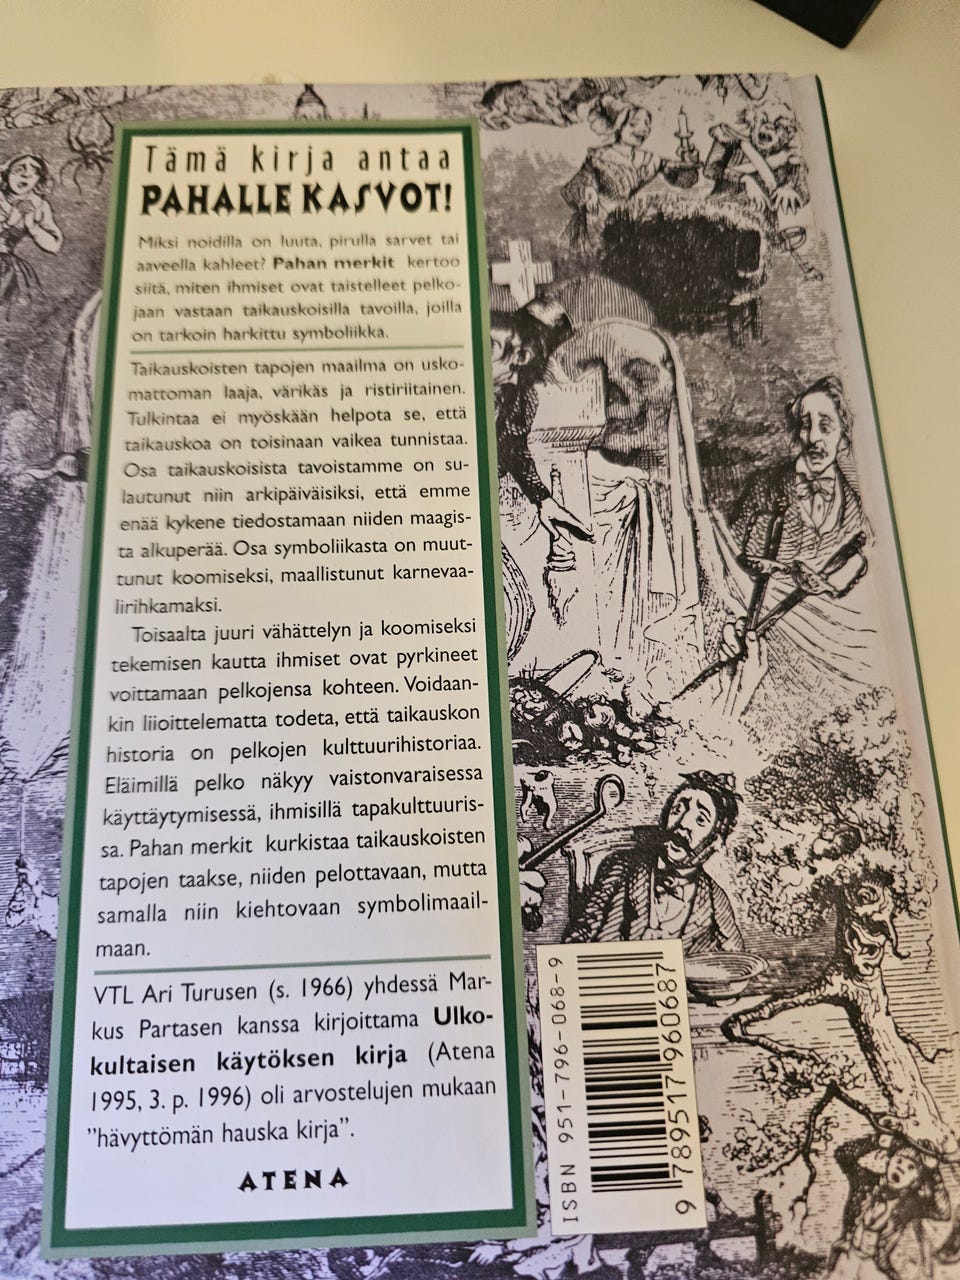 Tämä kirja antaa
PAHALLE KASVOT!
Miksi noidilla on luuta, pirulla sarvet tai
aaveella kahleet? Pahan merkit kertoo
siitä, miten ihmiset ovat taistelleet pelko-
jaan vastaan taikauskoisilla tavoilla, joilla
on tarkoin harkittu symboliikka.
Taikauskoisten tapojen maailma on usko-
mattoman laaja, värikäs ja ristiriitainen.
Tulkintaa ei myöskään helpota se, että
taikauskoa on toisinaan vaikea tunnistaa.
Osa taikauskoisista tavoistamme on su-
lautunut niin arkipäiväisiksi, että emme
enää kykene tiedostamaan niiden maagis-
ta alkuperää. Osa symboliikasta on muut-
tunut koomiseksi, maallistunut karnevaa-
lirihkamaksi.
Toisaalta juuri vähättelyn ja koomiseksi
tekemisen kautta ihmiset ovat pyrkineet
voittamaan pelkojensa kohteen. Voidaan-
kin liioittelematta todeta, että taikauskon
historia on pelkojen kulttuurihistoriaa.
Eläimillä pelko näkyy vaistonvaraisessa
käyttäytymisessä, ihmisillä tapakulttuuris-
sa. Pahan merkit kurkistaa taikauskoisten
tapojen taakse, niiden pelottavaan, mutta
samalla niin kiehtovaan symbolimaail-
maan.
VTL Ari Turusen (s. 1966) yhdessä Mar-
kus Partasen kanssa kirjoittama Ulko-
kultaisen käytöksen kirja (Atena
1995, 3. p. 1996) oli arvostelujen mukaan
"hävyttömän hauska kirja".
ATENA
ISBN 951-796-068-9
9 789517 960687